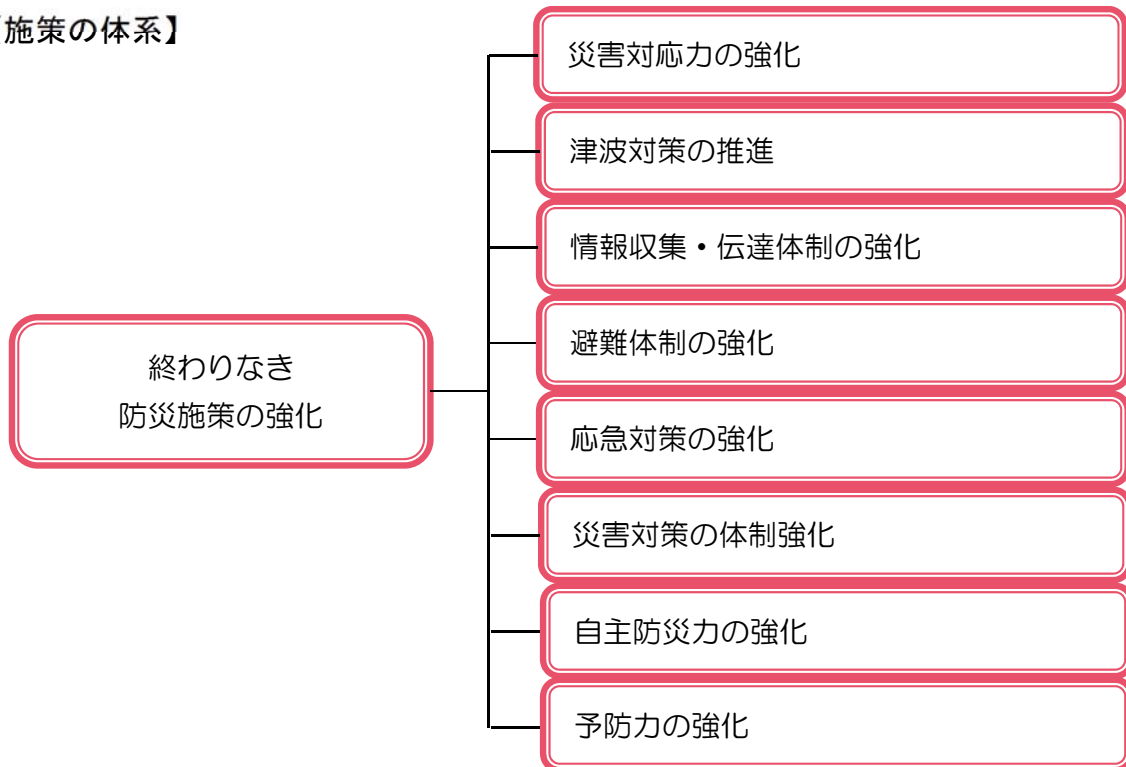 施策の体系】
災害対応力の強化
津波対策の推進
情報収集・伝達体制の強化
避難体制の強化
終わりなき
防災施策の強化
応急対策の強化
災害対策の体制強化
自主防災力の強化
予防力の強化